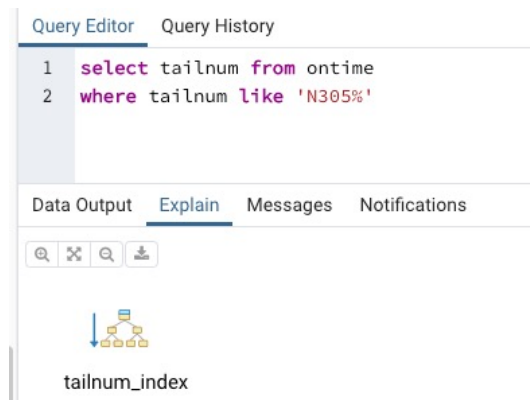 Query Editor Query History
1 select tailnum from ontime
2 where tailnum like 'N305%'
Data Output Explain Messages Notifications
tailnum_index